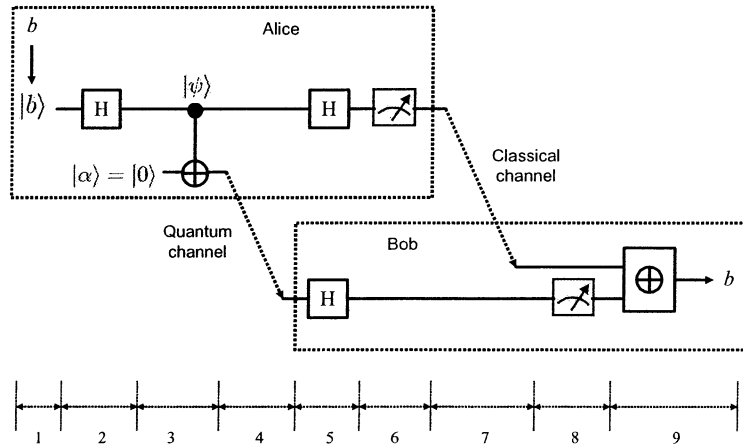 b
Alice
|ψ⟩
|b⟩
H
H
|α⟩ = |0⟩
Classical
channel
Quantum
channel
Bob
H
b
1 2 3 4 5 6 7 8 9